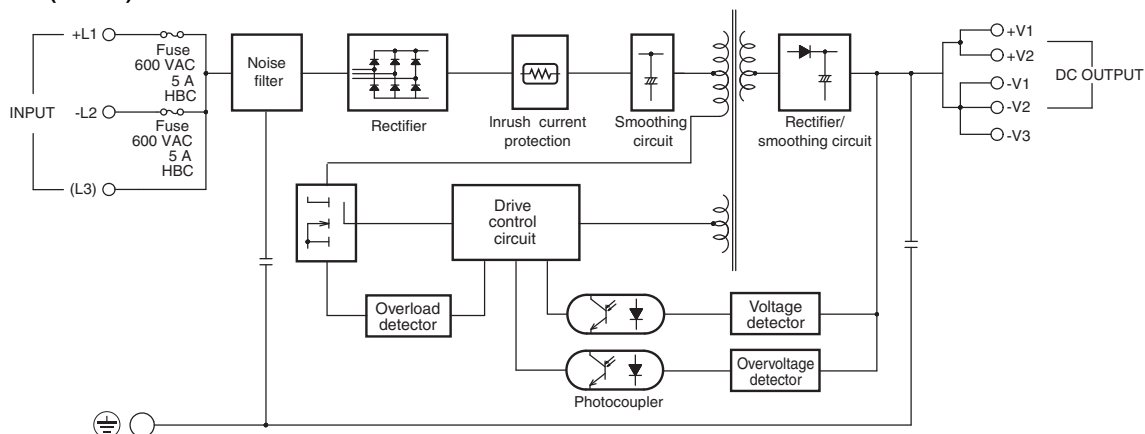 +L1
Fuse
600 VAC
5 A
HBC
INPUT
-L2
Fuse
600 VAC
5 A
HBC
(L3)
Noise
filter
Rectifier
Inrush current
protection
Smoothing
circuit
Rectifier/
smoothing circuit
+V1
+V2
-V1
-V2
-V3
DC OUTPUT
Drive
control
circuit
Overload
detector
Voltage
detector
Overvoltage
detector
Photocoupler